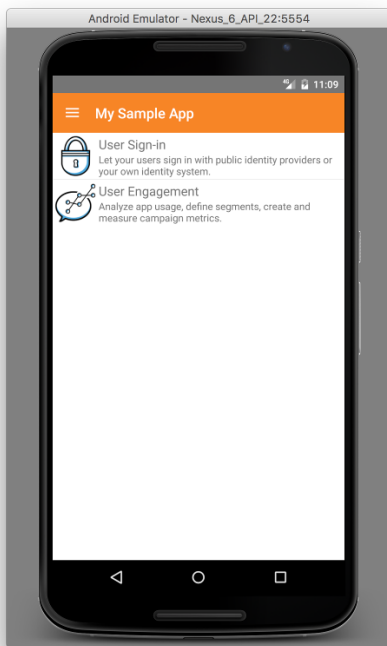 Android Emulator - Nexus_6_API_22:5554
4G 11:09
My Sample App
User Sign-in
Let your users sign in with public identity providers or
your own identity system.
User Engagement
Analyze app usage, define segments, create and
measure campaign metrics.